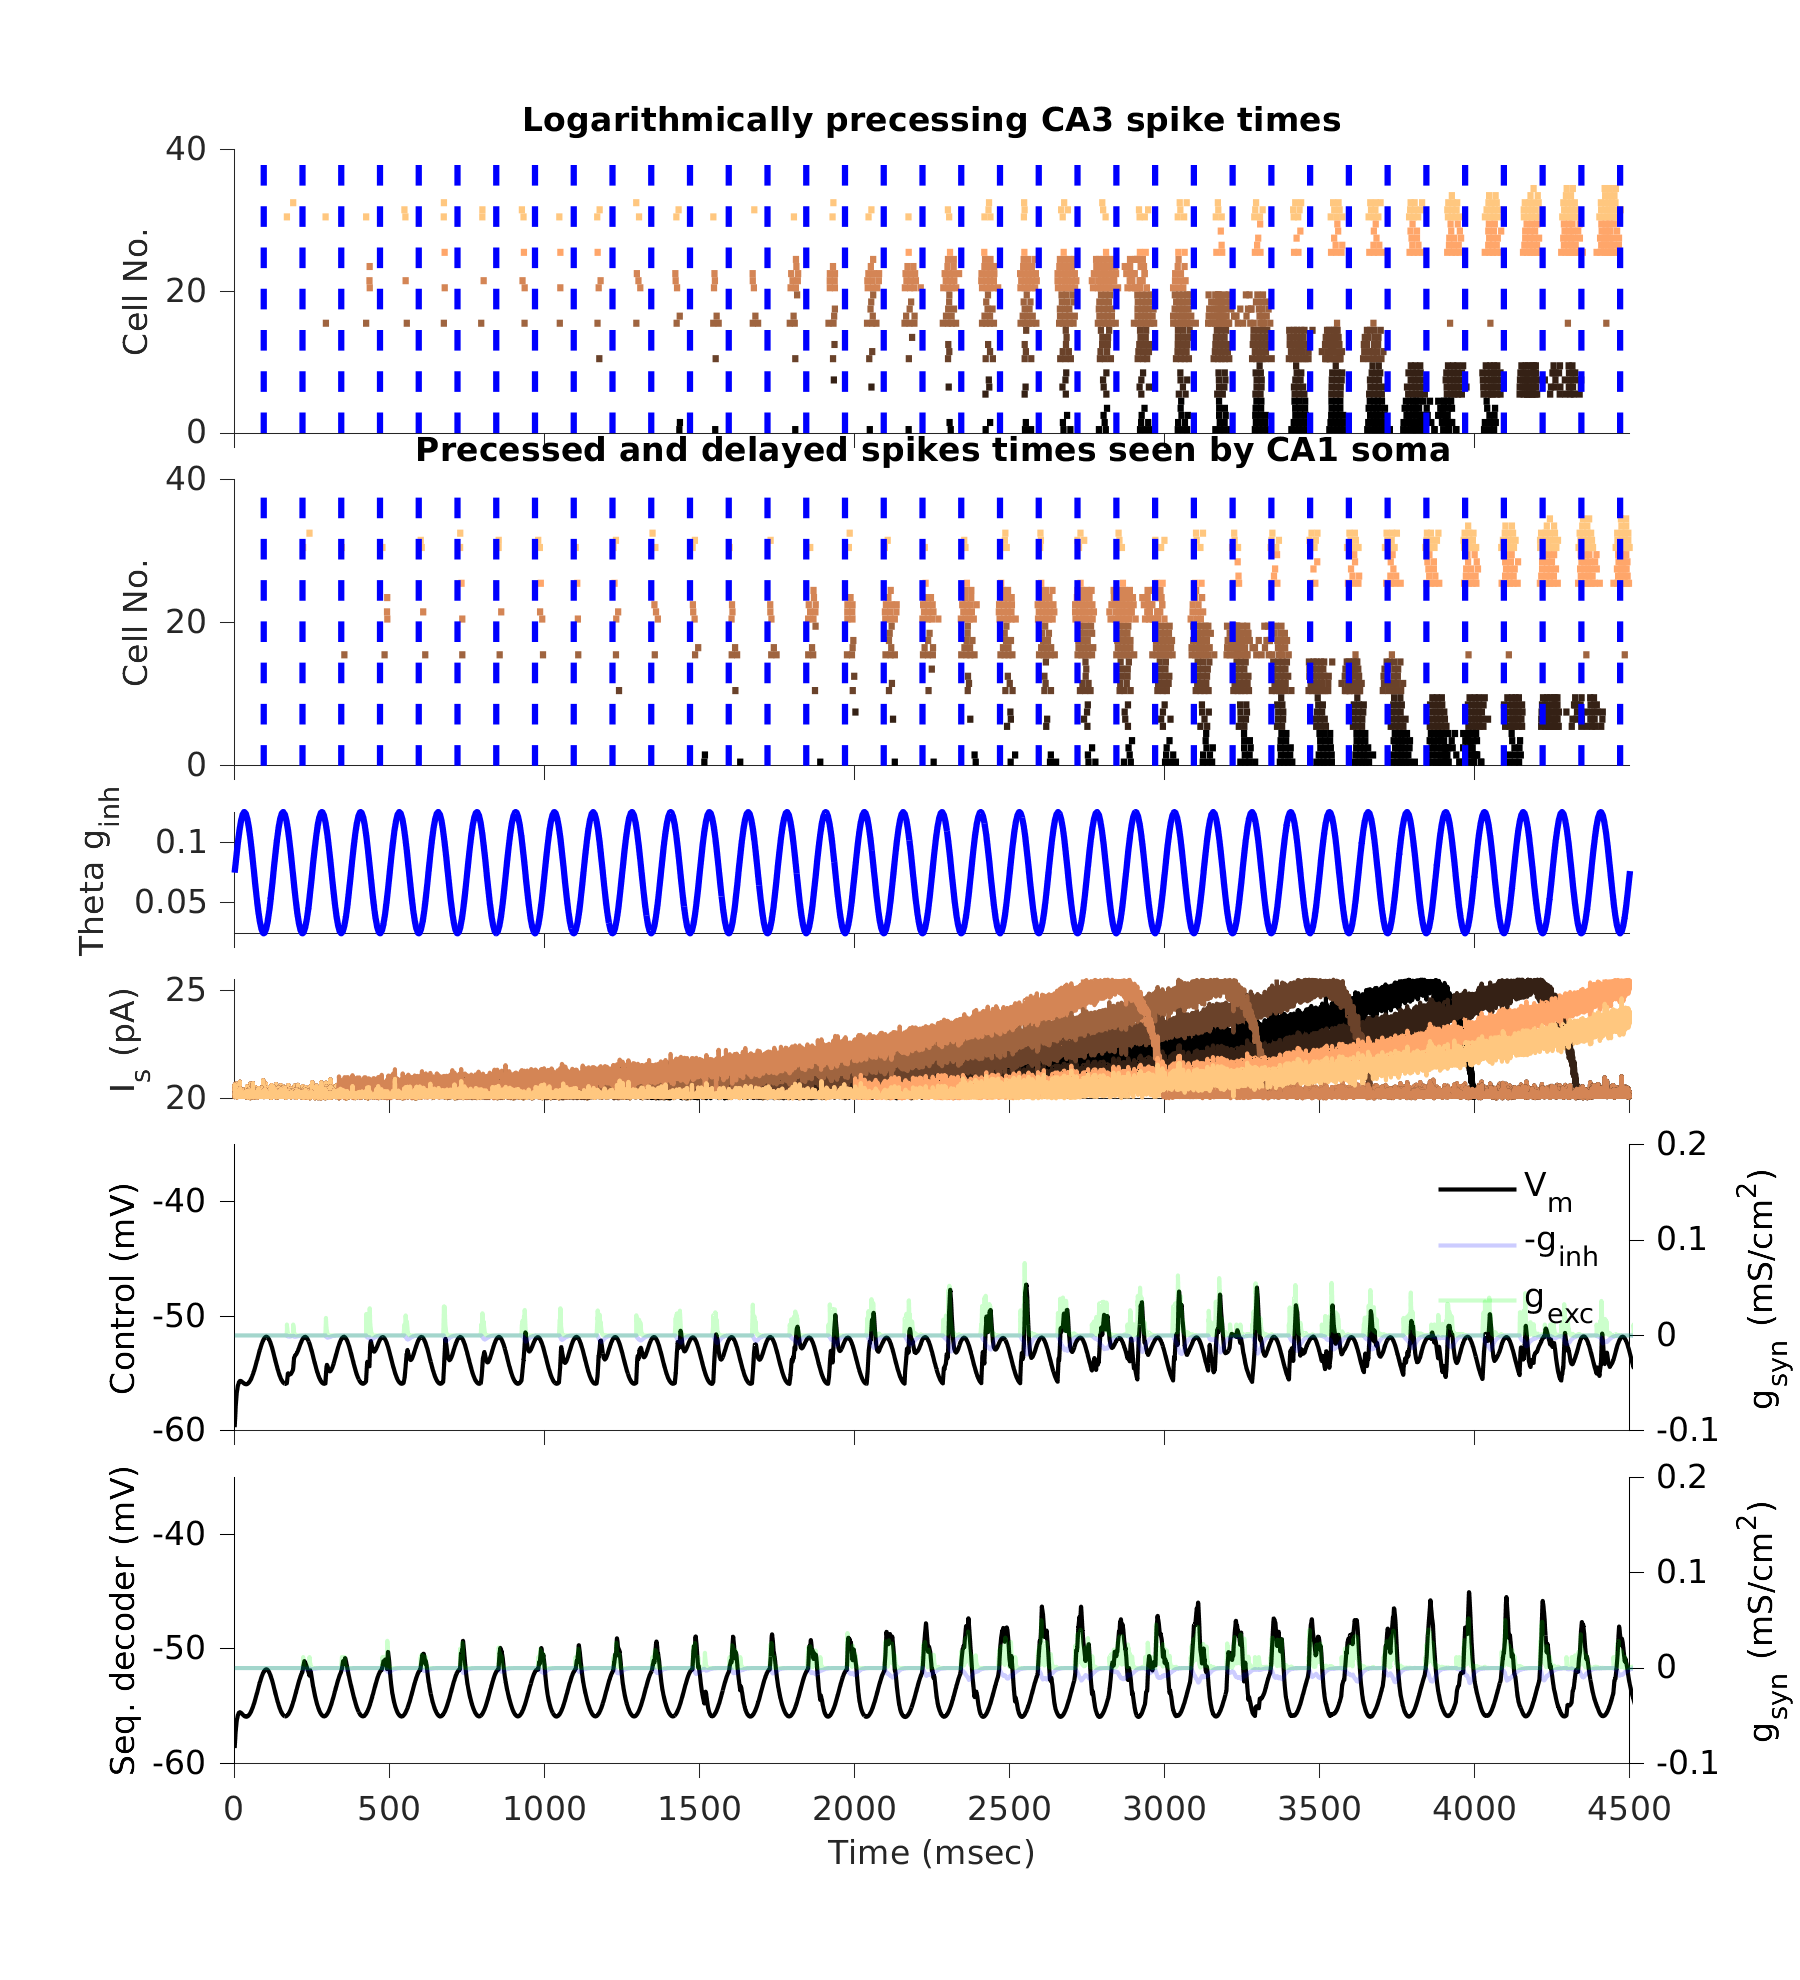 Logarithmically precessing CA3 spike times
40
20
0
Cell No.
Precessed and delayed spikes times seen by CA1 soma
40
20
0
Cell No.
0.1
0.05
Theta g_inh
25
20
I_s (pA)
-40
-50
-60
Control (mV)
V_m
-g_inh
g_exc
0.2
0.1
0
-0.1
g_syn (mS/cm^2)
-40
-50
-60
Seq. decoder (mV)
0.2
0.1
0
-0.1
g_syn (mS/cm^2)
0 500 1000 1500 2000 2500 3000 3500 4000 4500
Time (msec)